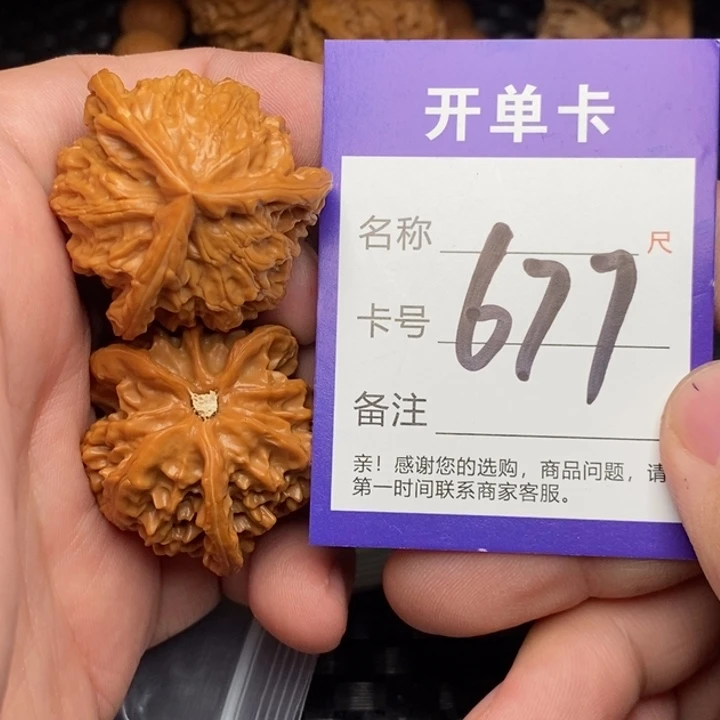 开单卡
名称 尺
卡号 677
备注
亲！感谢您的选购，商品问题，请
第一时间联系商家客服。